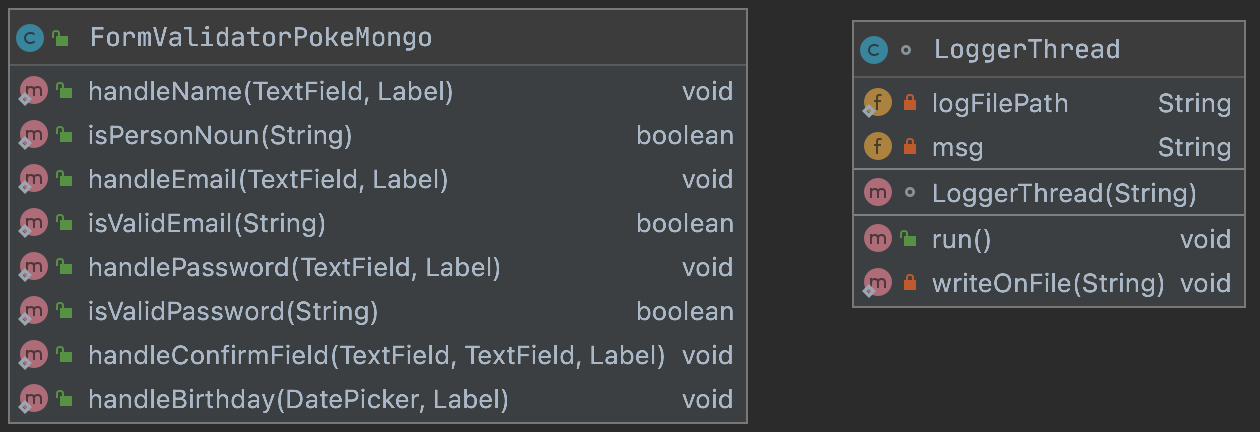 FormValidatorPokeMongo
handleName(TextField, Label) void
isPersonNoun(String) boolean
handleEmail(TextField, Label) void
isValidEmail(String) boolean
handlePassword(TextField, Label) void
isValidPassword(String) boolean
handleConfirmField(TextField, TextField, Label) void
handleBirthday(DatePicker, Label) void
LoggerThread
logFilePath String
msg String
LoggerThread(String)
run() void
writeOnFile(String) void